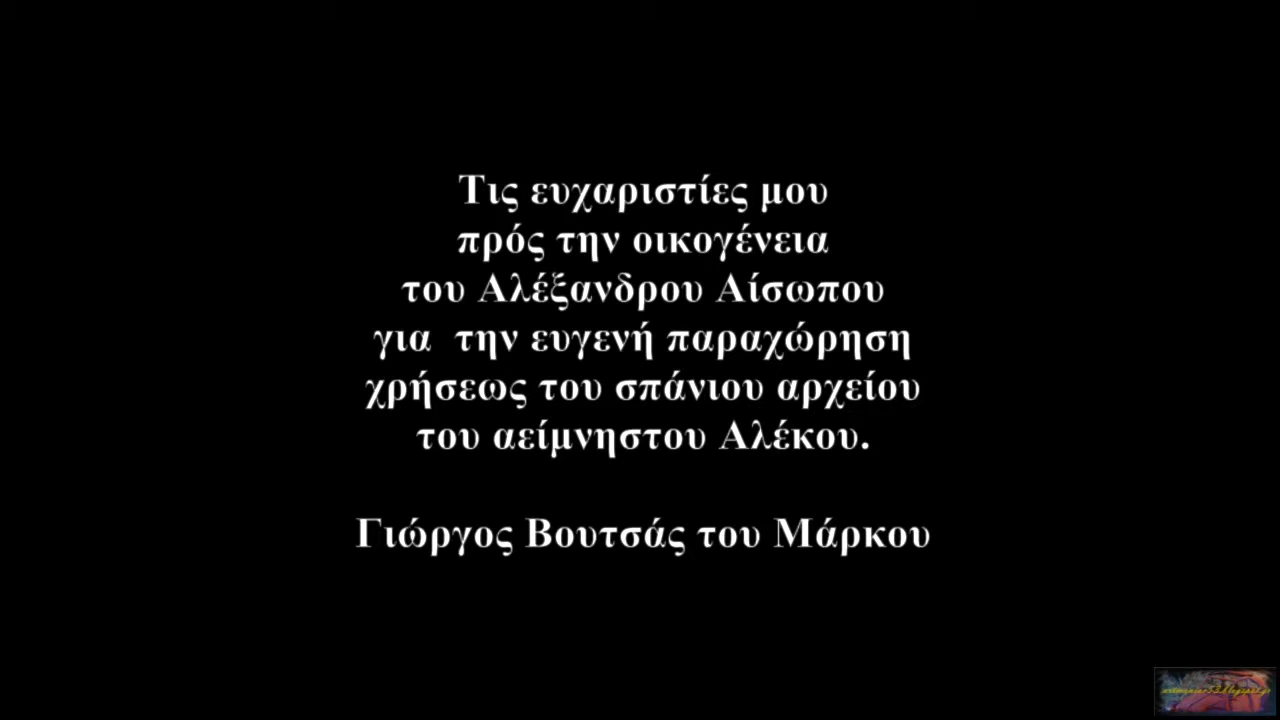 Τις ευχαριστίες μου
πρός την οικογένεια
του Αλέξανδρου Αίσωπου
για την ευγενή παραχώρηση
χρήσεως του σπάνιου αρχείου
του αείμνηστου Αλέκου.
Γιώργος Βουτσάς του Μάρκου